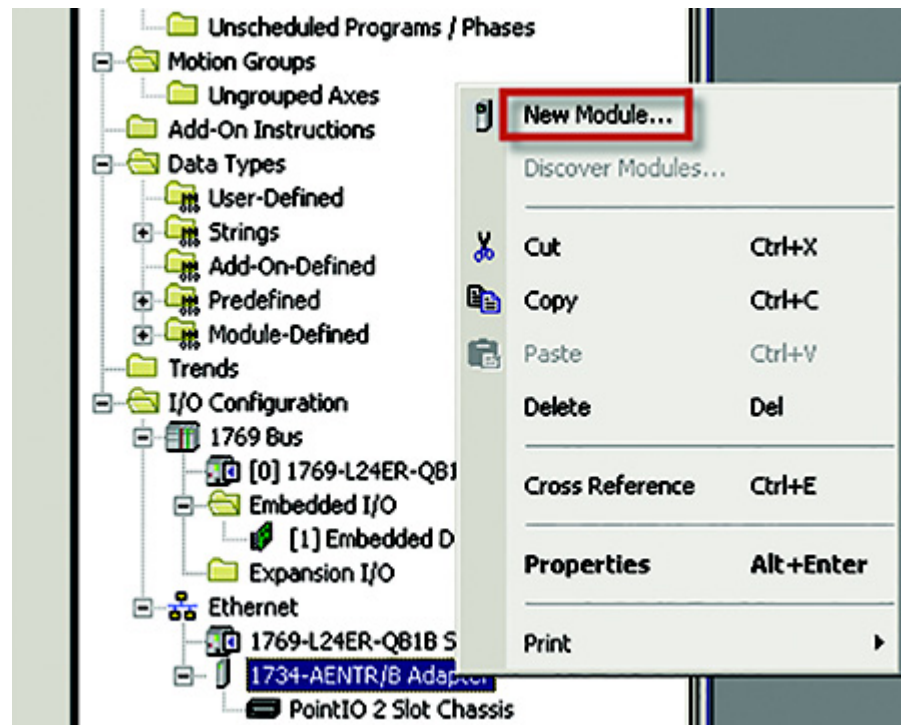 Unscheduled Programs / Phases
Motion Groups
Ungrouped Axes
Add-On Instructions
Data Types
User-Defined
Strings
Add-On-Defined
Predefined
Module-Defined
Trends
I/O Configuration
1769 Bus
[0] 1769-L24ER-QB1
Embedded I/O
[1] Embedded D
Expansion I/O
Ethernet
1769-L24ER-QB1B S
1734-AENTR/B Adapter
PointIO 2 Slot Chassis
New Module...
Discover Modules...
Cut Ctrl+X
Copy Ctrl+C
Paste Ctrl+V
Delete Del
Cross Reference Ctrl+E
Properties Alt+Enter
Print